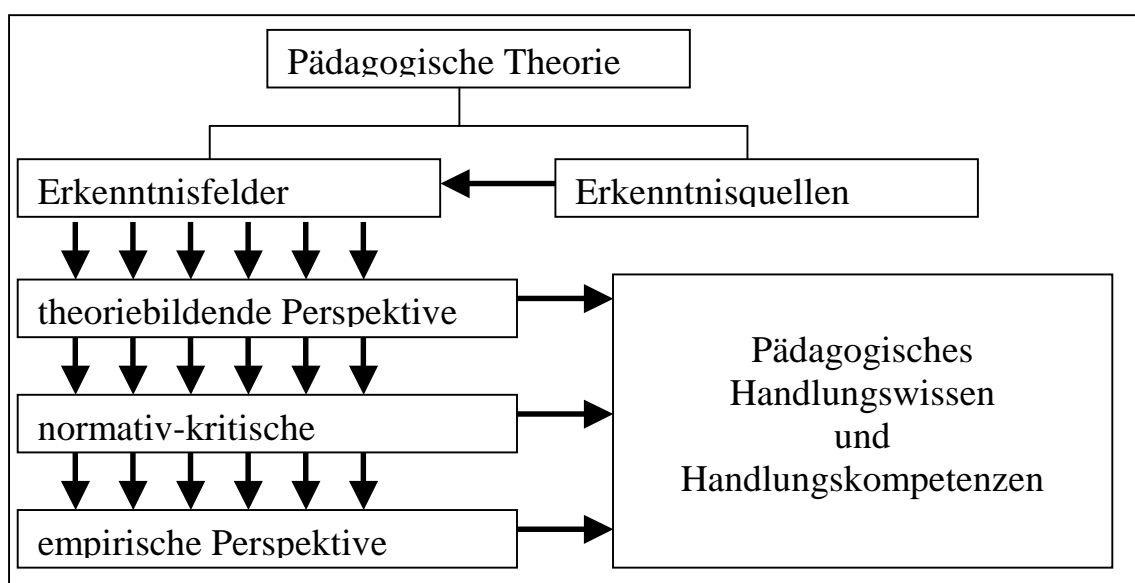 Pädagogische Theorie
Erkenntnisfelder
Erkenntnisquellen
theoriebildende Perspektive
normativ-kritische
empirische Perspektive
Pädagogisches
Handlungswissen
und
Handlungskompetenzen